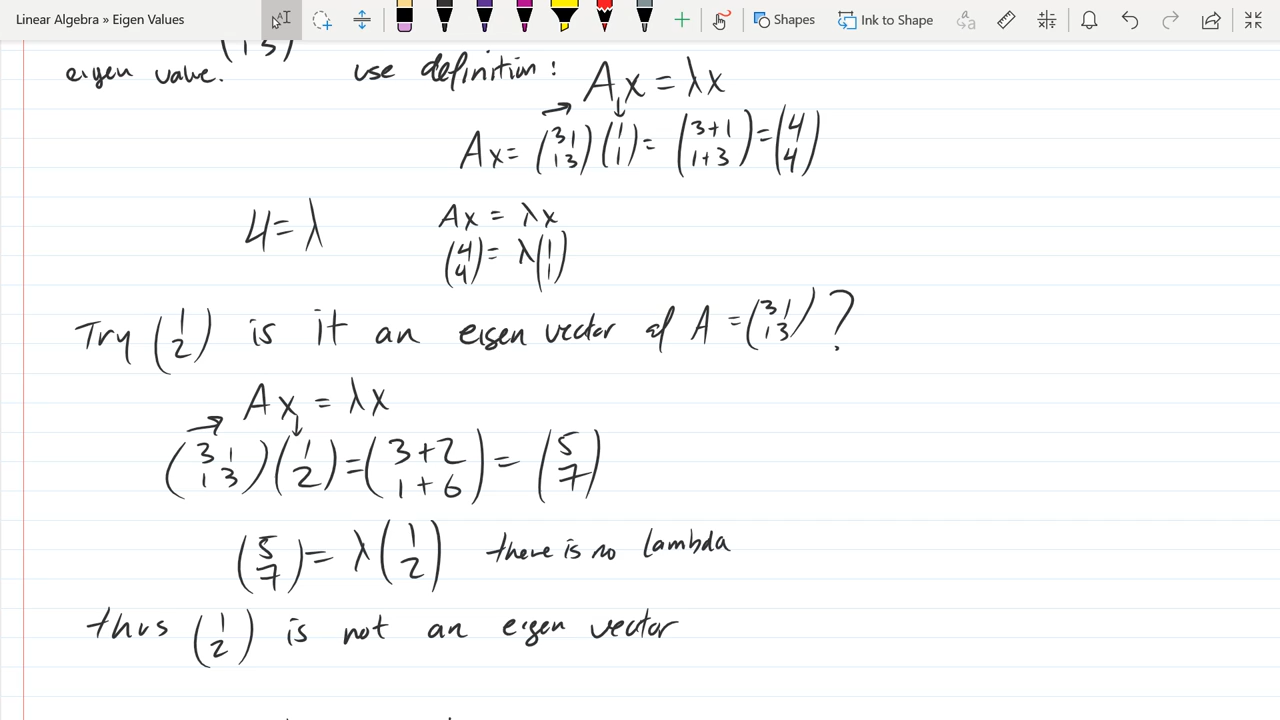 Linear Algebra » Eigen Values
Shapes
Ink to Shape
(1 3)
eigen value. use definition: Ax = λx
Ax = (3 1 / 1 3)(1 / 1) = (3+1 / 1+3) = (4 / 4)
4 = λ Ax = λx
(4 / 4) = λ(1 / 1)
Try (1 / 2) is it an eigen vector of A = (3 1 / 1 3)?
Ax = λx
(3 1 / 1 3)(1 / 2) = (3+2 / 1+6) = (5 / 7)
(5 / 7) = λ(1 / 2) there is no lambda
thus (1 / 2) is not an eigen vector